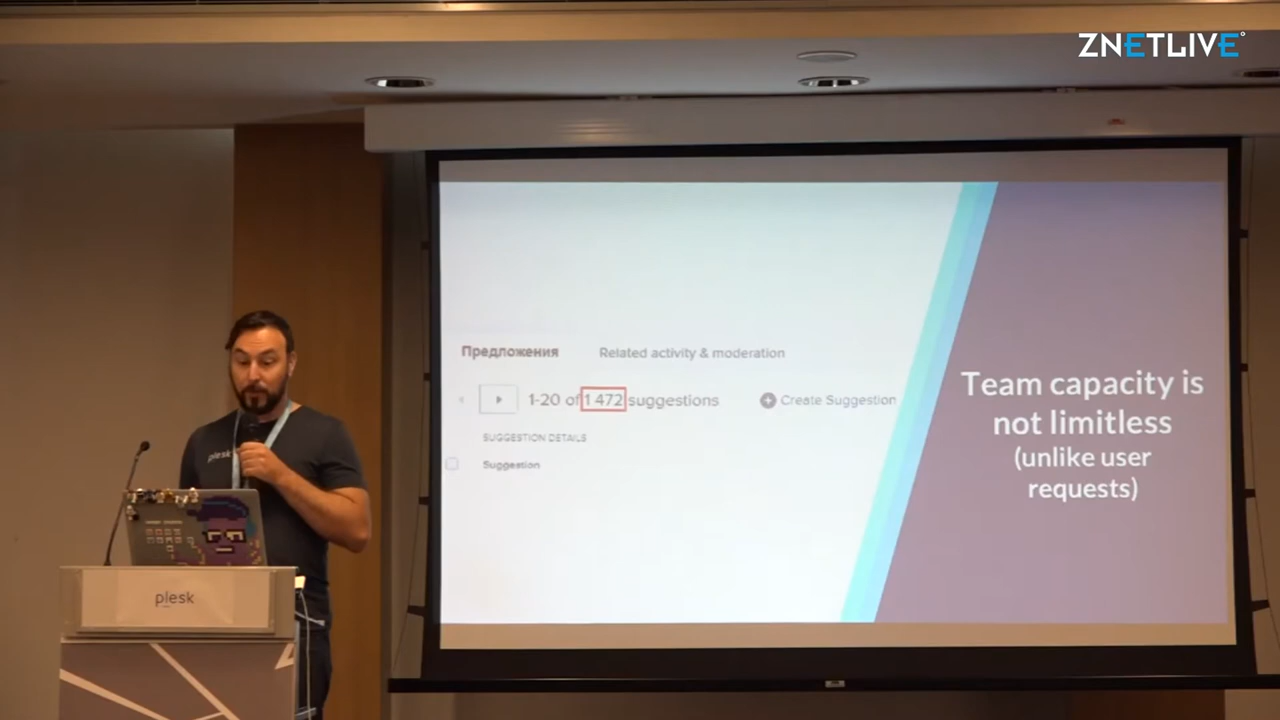 ZNETLIVE
Предложения
Related activity & moderation
1-20 of 1 472 suggestions
Create Suggestion
SUGGESTION DETAILS
Suggestion
Team capacity is
not limitless
(unlike user
requests)
plesk
plesk